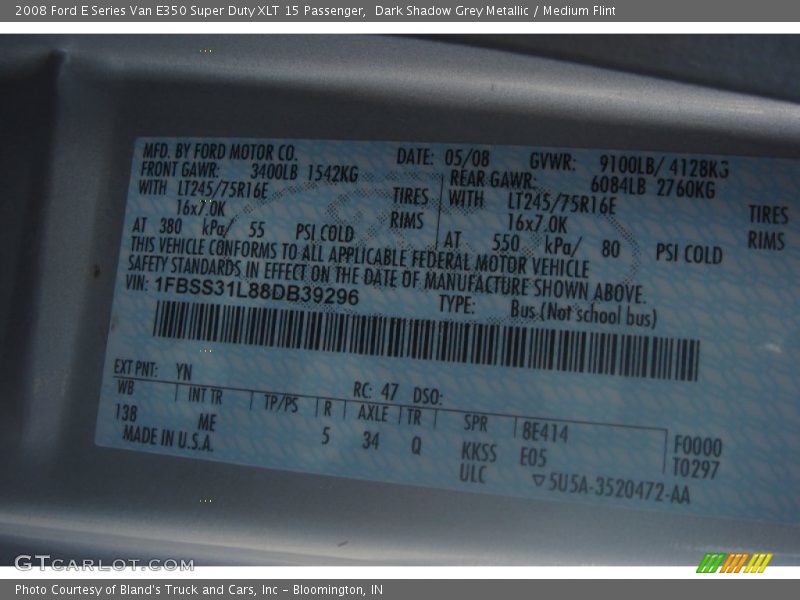 2008 Ford E Series Van E350 Super Duty XLT 15 Passenger, Dark Shadow Grey Metallic / Medium Flint
MFD. BY FORD MOTOR CO. DATE: 05/08 GVWR: 9100LB/ 4128KG
FRONT GAWR: 3400LB 1542KG REAR GAWR: 6084LB 2760KG
WITH LT245/75R16E TIRES WITH LT245/75R16E TIRES
16x7.0K RIMS 16x7.0K RIMS
AT 380 kPa/ 55 PSI COLD AT 550 kPa/ 80 PSI COLD
THIS VEHICLE CONFORMS TO ALL APPLICABLE FEDERAL MOTOR VEHICLE
SAFETY STANDARDS IN EFFECT ON THE DATE OF MANUFACTURE SHOWN ABOVE.
VIN: 1FBSS31L88DB39296 TYPE: Bus (Not school bus)
EXT PNT: YN RC: 47 DSO:
WB INT TR TP/PS R AXLE TR SPR 8E414 F0000
138 ME 5 34 Q KKSS E05 T0297
MADE IN U.S.A. ULC ▽5U5A-3520472-AA
GTCARLOT.COM
Photo Courtesy of Bland's Truck and Cars, Inc - Bloomington, IN